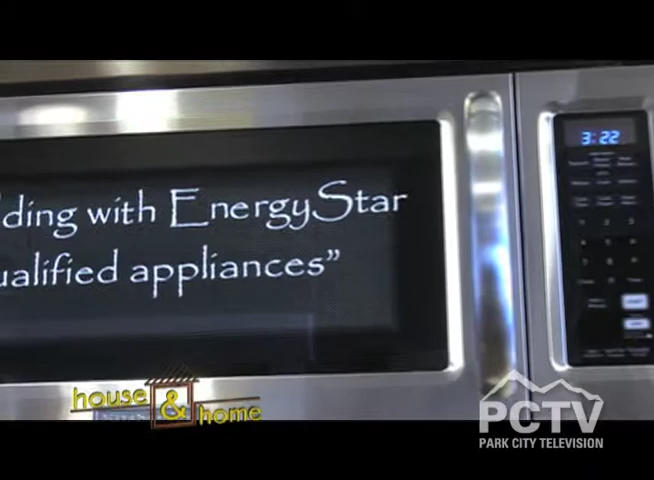 3:22
ding with EnergyStar
ualified appliances”
house & home
PCTV
PARK CITY TELEVISION